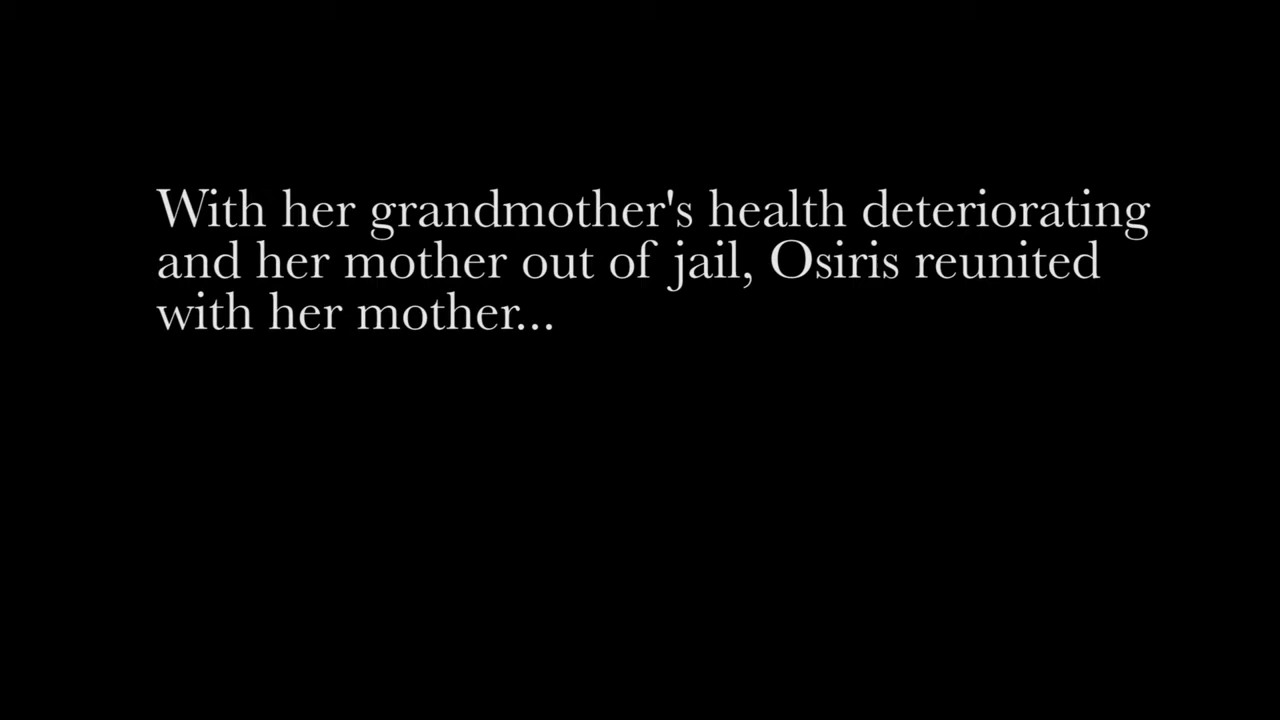 With her grandmother's health deteriorating
and her mother out of jail, Osiris reunited
with her mother...